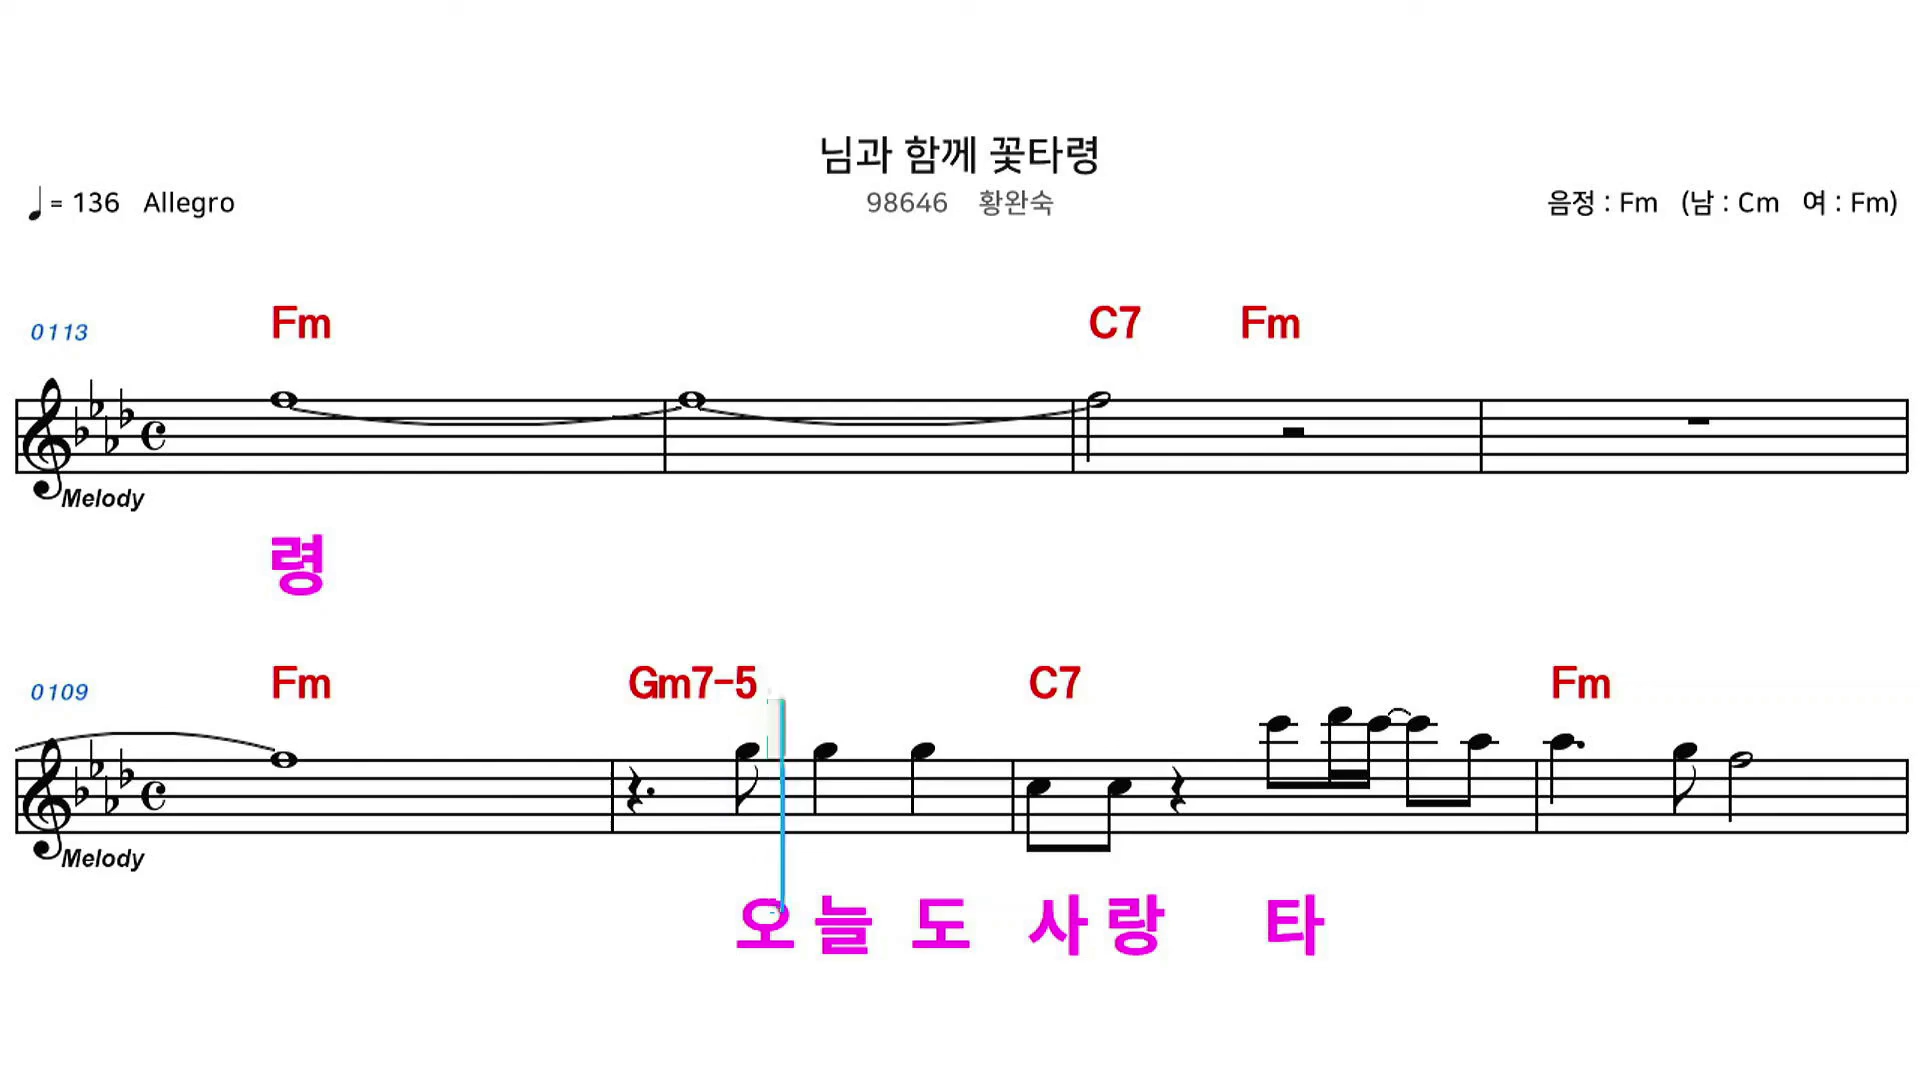 님과 함께 꽃타령
= 136 Allegro 98646 황완숙 음정 : Fm (남 : Cm 여 : Fm)
0113 Fm C7 Fm
Melody
령
0109 Fm Gm7-5 C7 Fm
Melody
오 늘 도 사 랑 타